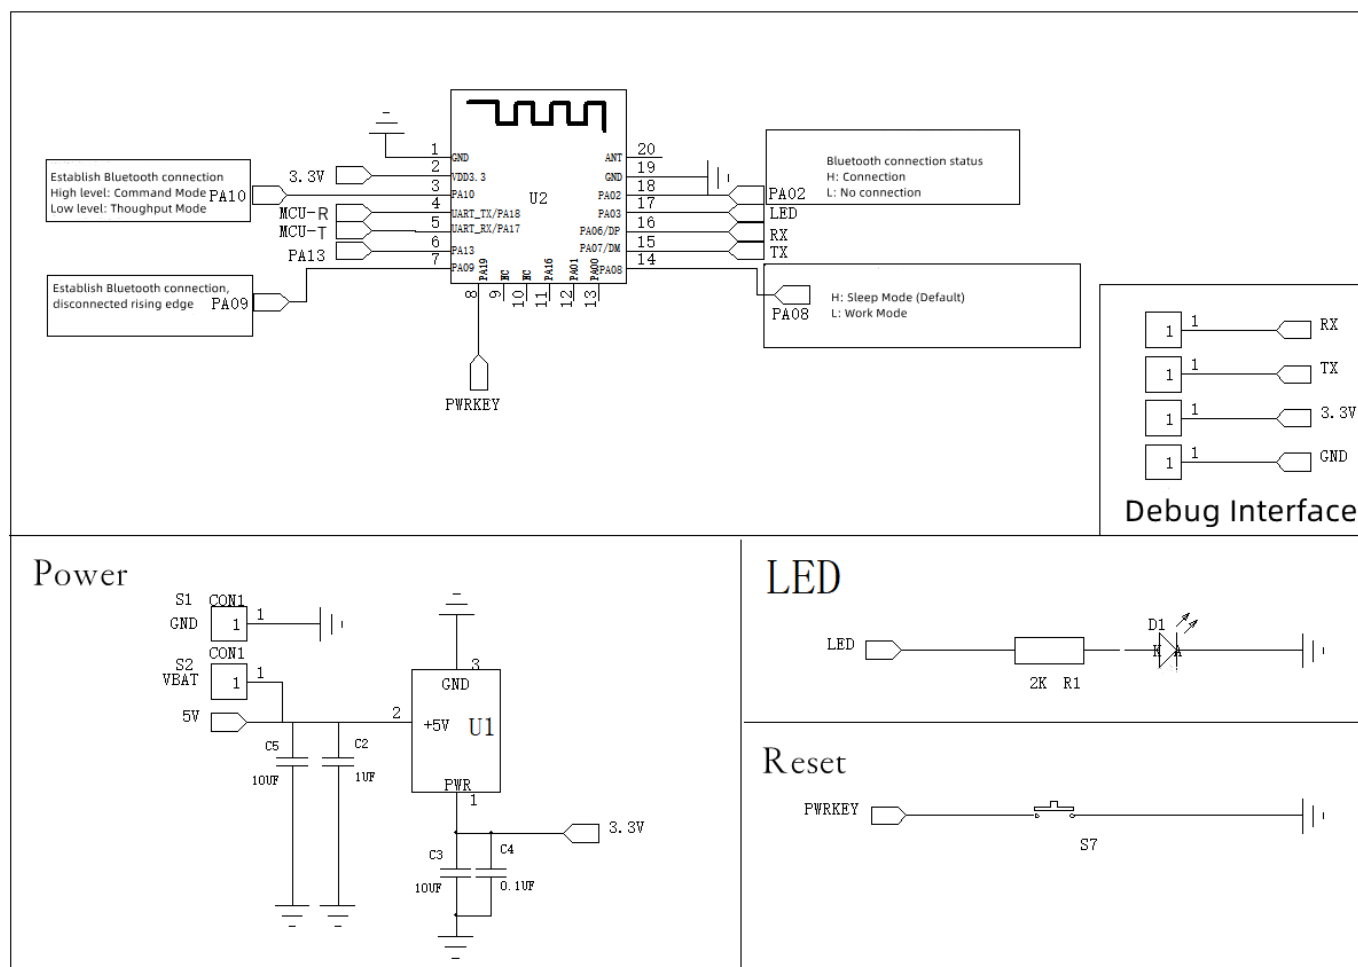 Establish Bluetooth connection
High level: Command Mode
Low level: Thoughput Mode
PA10
Establish Bluetooth connection,
disconnected rising edge
PA09
3.3V
MCU-R
MCU-T
PA13
1
2
3
4
5
6
7
GND
VDD3.3
PA10
UART_TX/PA18
UART_RX/PA17
PA13
PA09
U2
ANT
GND
PA02
PA03
PA06/DP
PA07/DM
PA08
20
19
18
17
16
15
14
PA19
NC
NC
PA16
PA01
PA00
8
9
10
11
12
13
PWRKEY
Bluetooth connection status
H: Connection
L: No connection
PA02
LED
RX
TX
H: Sleep Mode (Default)
L: Work Mode
PA08
1 1 RX
1 1 TX
1 1 3.3V
1 1 GND
Debug Interface
Power
S1 CON1
GND 1 1
S2 CON1
VBAT 1 1
5V
C5
10UF
C2
1UF
3
GND
2
+5V
U1
PWR
1
3.3V
C3
10UF
C4
0.1UF
LED
LED
2K R1
D1
K A
Reset
PWRKEY
S7